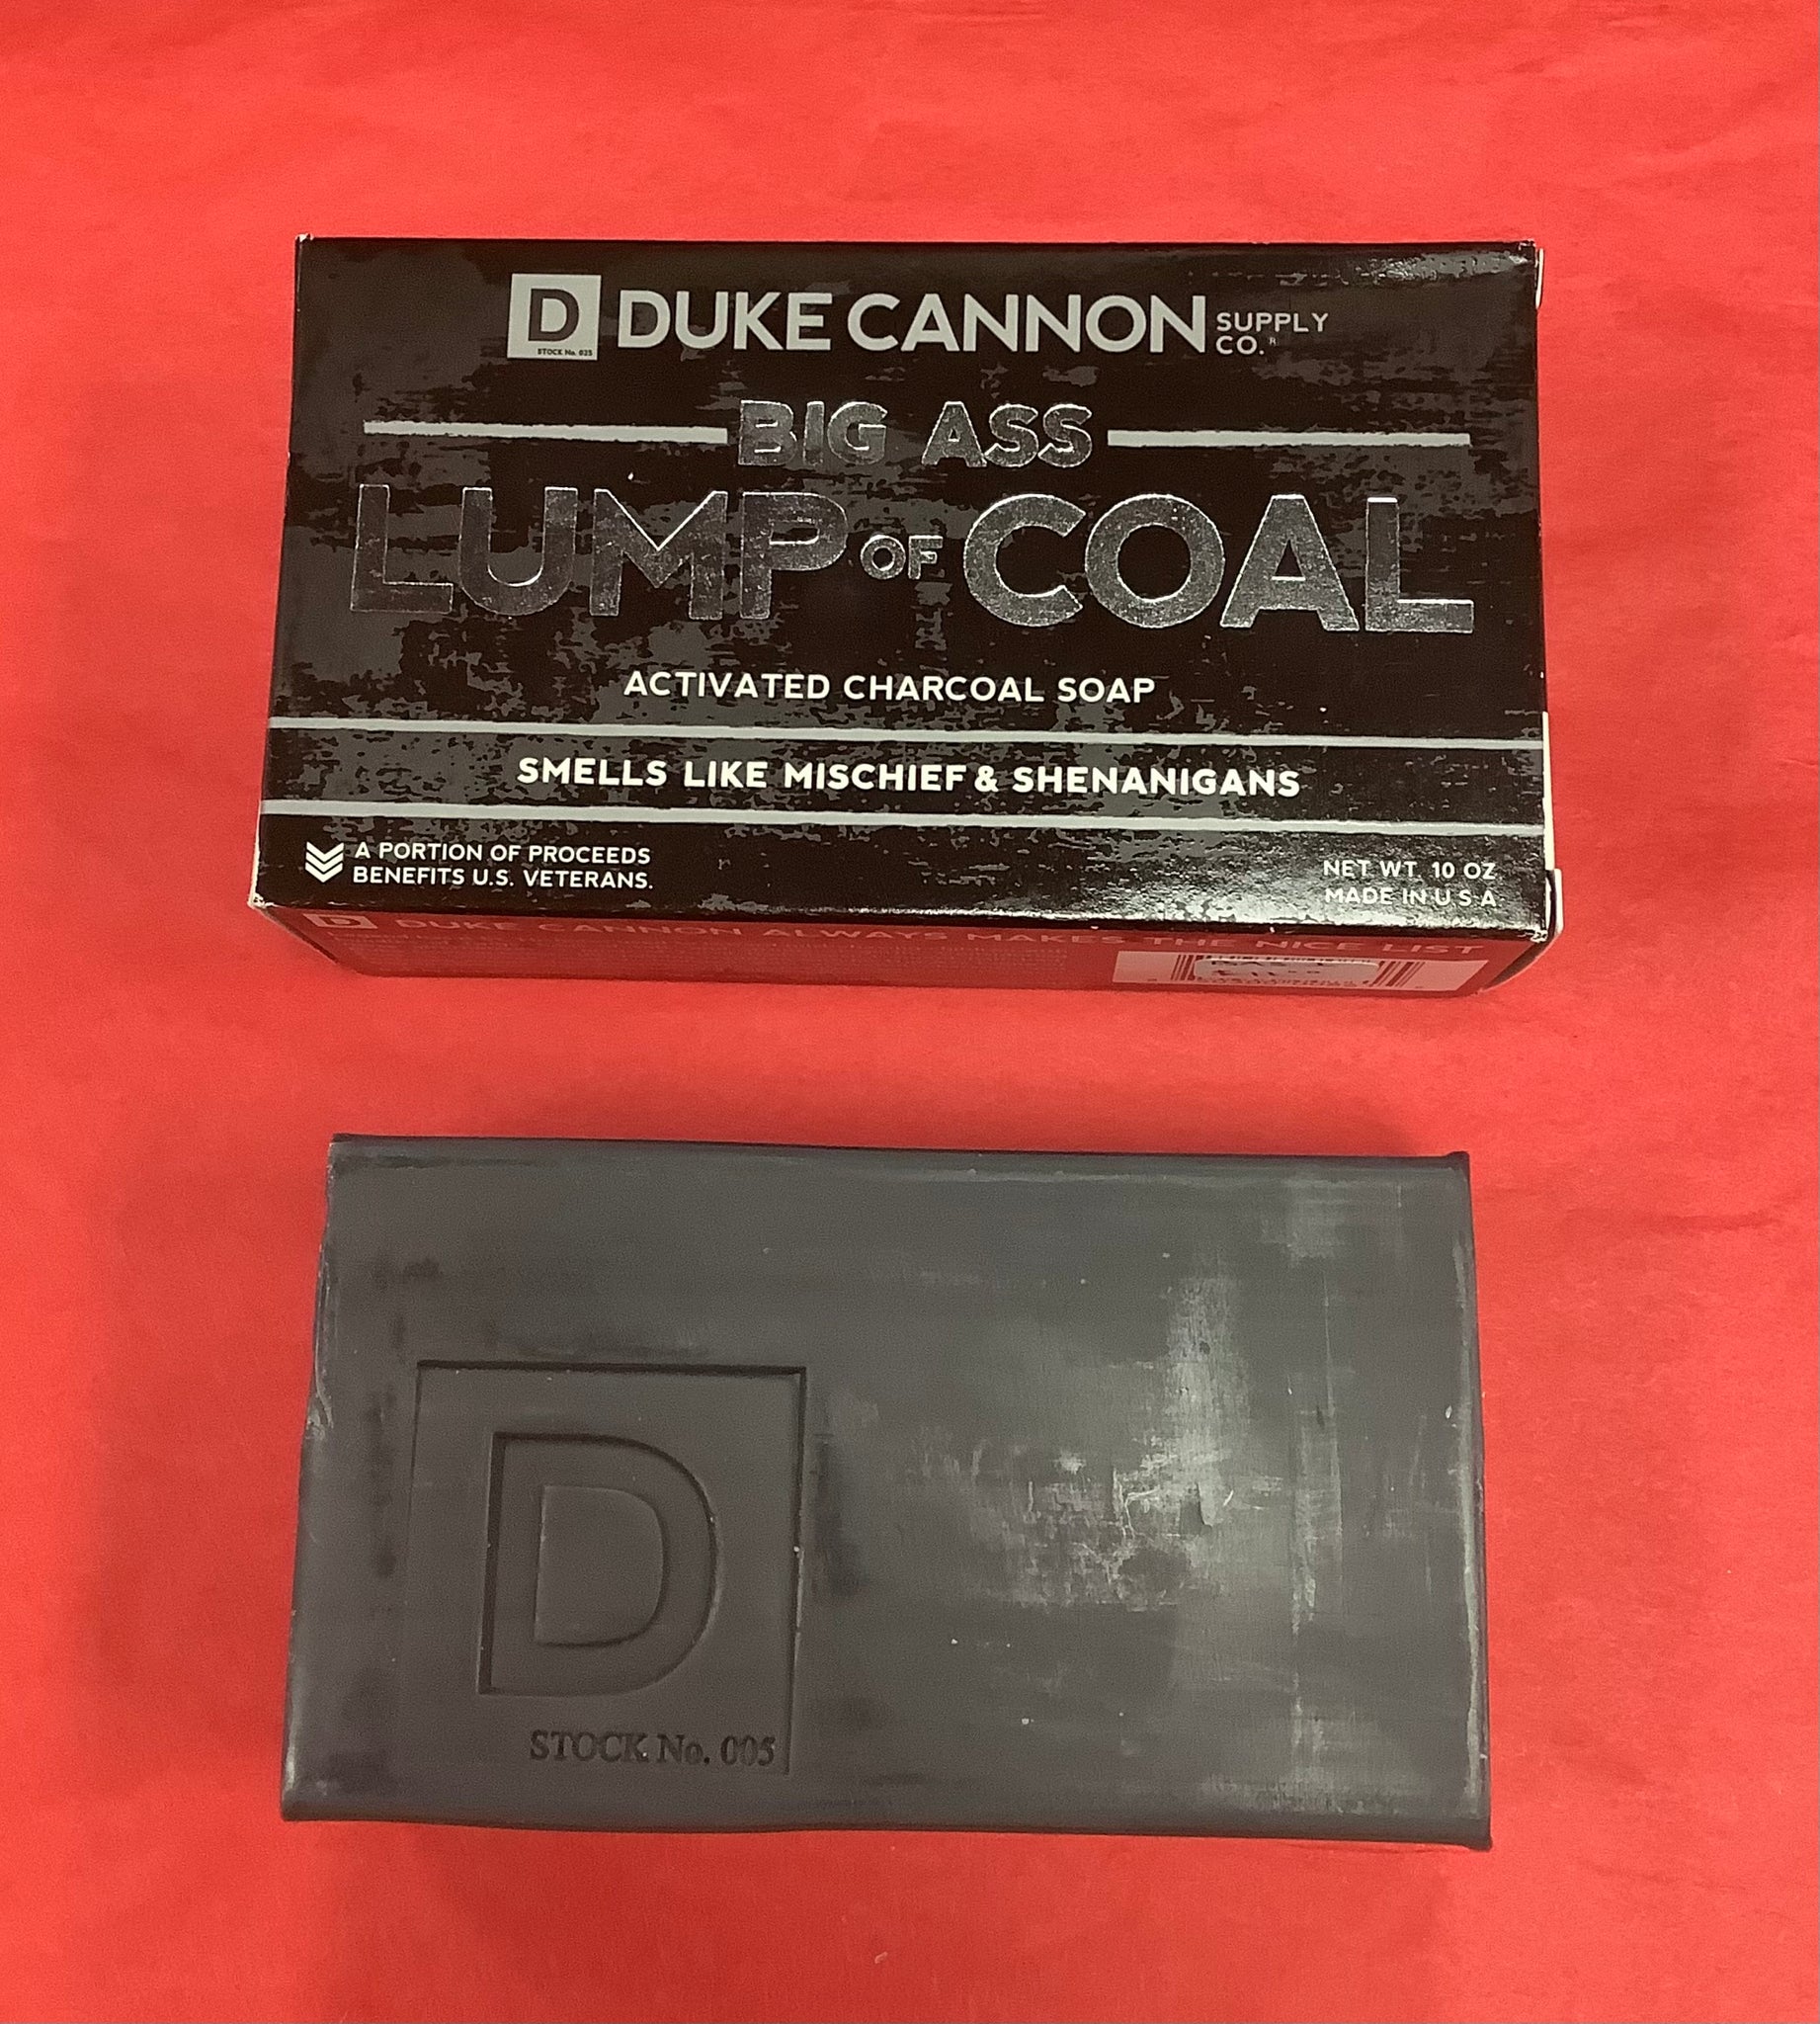 D
STOCK No. 025
DUKE CANNON SUPPLY CO.
BIG ASS
LUMP OF COAL
ACTIVATED CHARCOAL SOAP
SMELLS LIKE MISCHIEF & SHENANIGANS
A PORTION OF PROCEEDS
BENEFITS U.S. VETERANS.
NET WT. 10 OZ
MADE IN U S A
D DUKE CANNON ALWAYS MAKES THE NICE LIST
D
STOCK No. 005